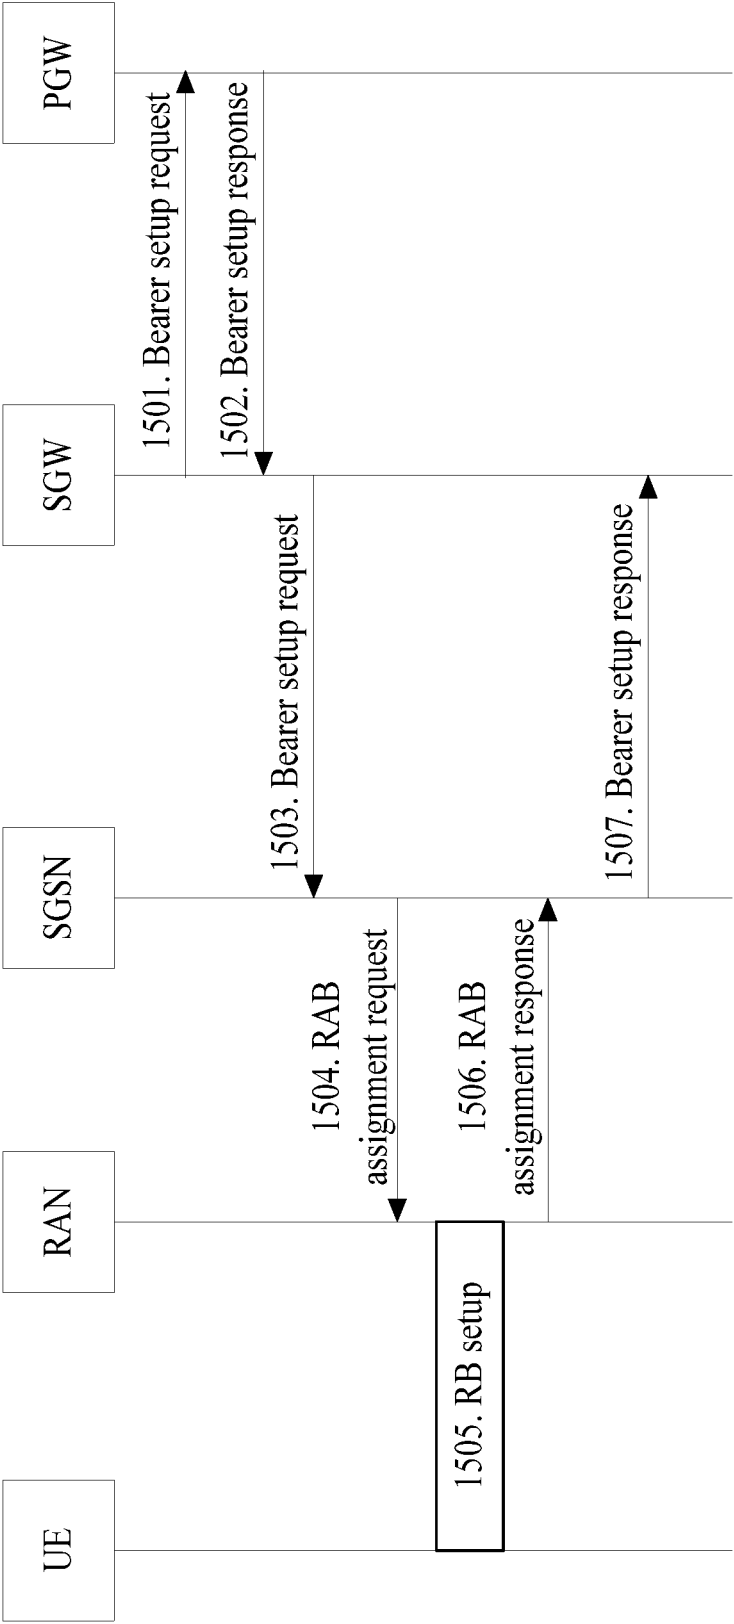 UE
RAN
SGSN
SGW
PGW
1501. Bearer setup request
1502. Bearer setup response
1503. Bearer setup request
1504. RAB
assignment request
1505. RB setup
1506. RAB
assignment response
1507. Bearer setup response